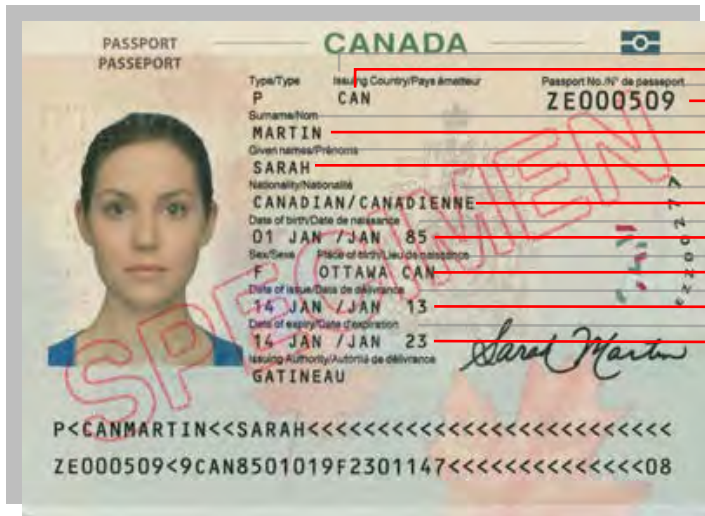 PASSPORT
PASSEPORT
CANADA
Type/Type Issuing Country/Pays émetteur Passport No./N° de passeport
P CAN ZE000509
Surname/Nom
MARTIN
Given names/Prénoms
SARAH
Nationality/Nationalité
CANADIAN/CANADIENNE
Date of birth/Date de naissance
01 JAN /JAN 85
Sex/Sexe Place of birth/Lieu de naissance
F OTTAWA CAN
Date of issue/Date de délivrance
14 JAN /JAN 13
Date of expiry/Date d'expiration
14 JAN /JAN 23
Issuing Authority/Autorité de délivrance
GATINEAU
Sarah Martin
SPECIMEN
P<CANMARTIN<<SARAH<<<<<<<<<<<<<<<<<<<<<<<<<<
ZE000509<9CAN8501019F2301147<<<<<<<<<<<<<<08